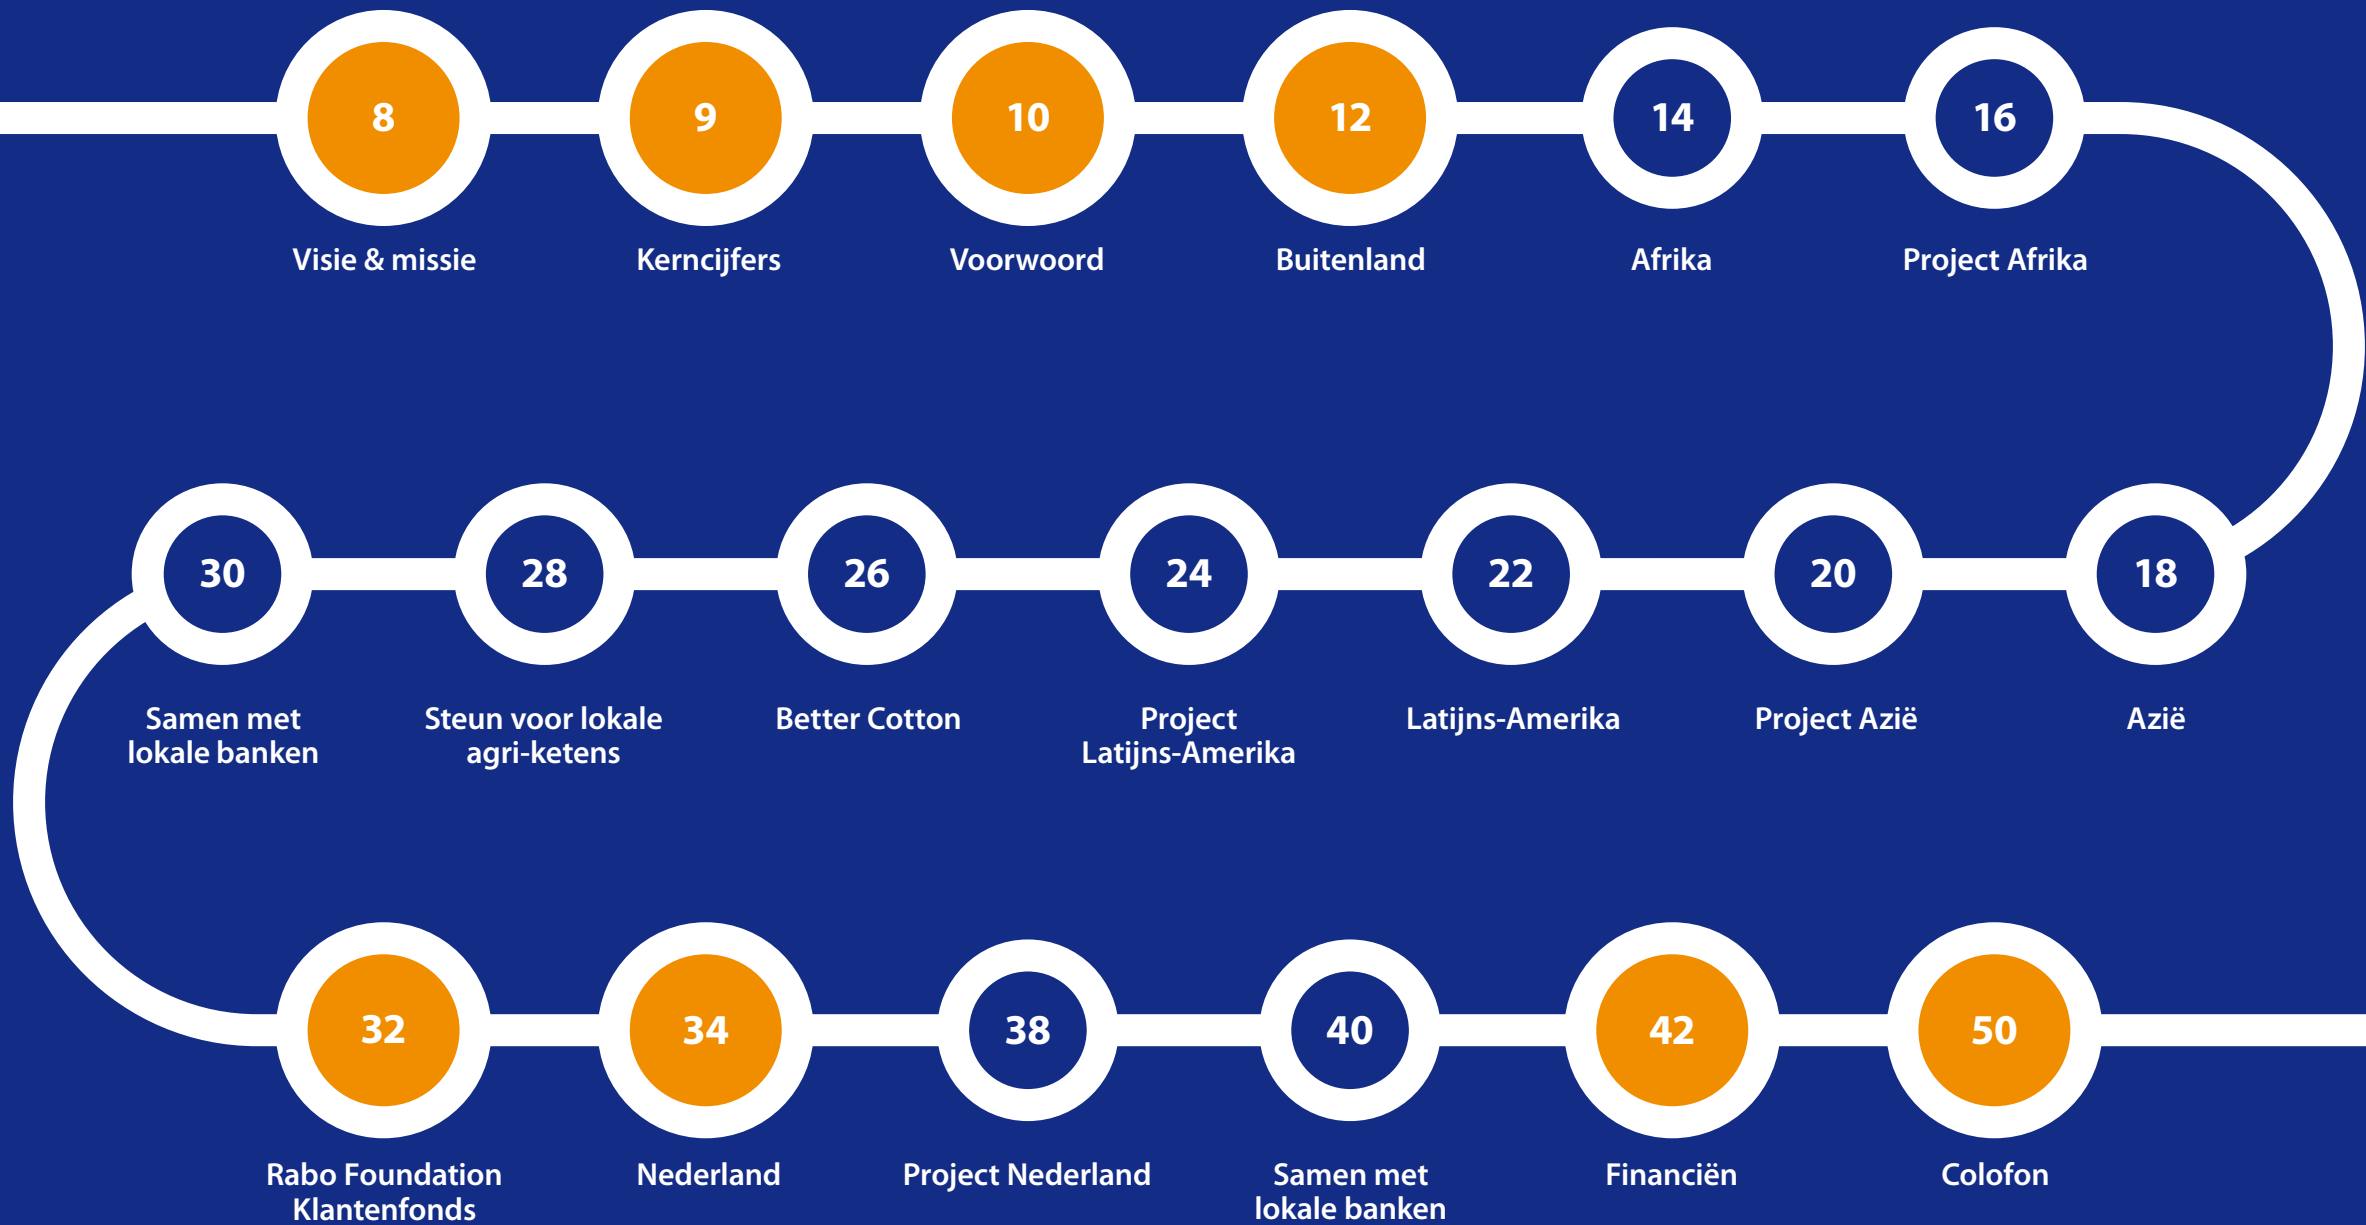 8
9
10
12
14
16
Visie & missie
Kerncijfers
Voorwoord
Buitenland
Afrika
Project Afrika
30
28
26
24
22
20
18
Samen met
lokale banken
Steun voor lokale
agri-ketens
Better Cotton
Project
Latijns-Amerika
Latijns-Amerika
Project Azië
Azië
32
34
38
40
42
50
Rabo Foundation
Klantenfonds
Nederland
Project Nederland
Samen met
lokale banken
Financiën
Colofon